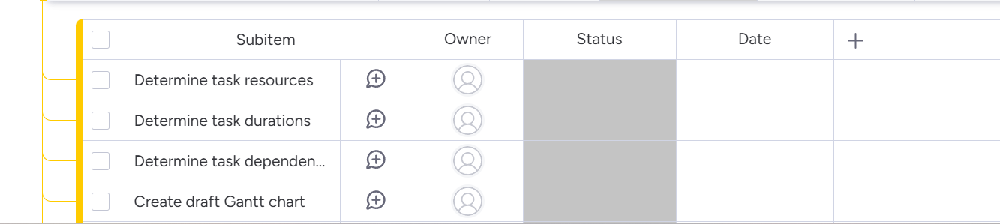 Subitem Owner Status Date
Determine task resources
Determine task durations
Determine task dependen...
Create draft Gantt chart